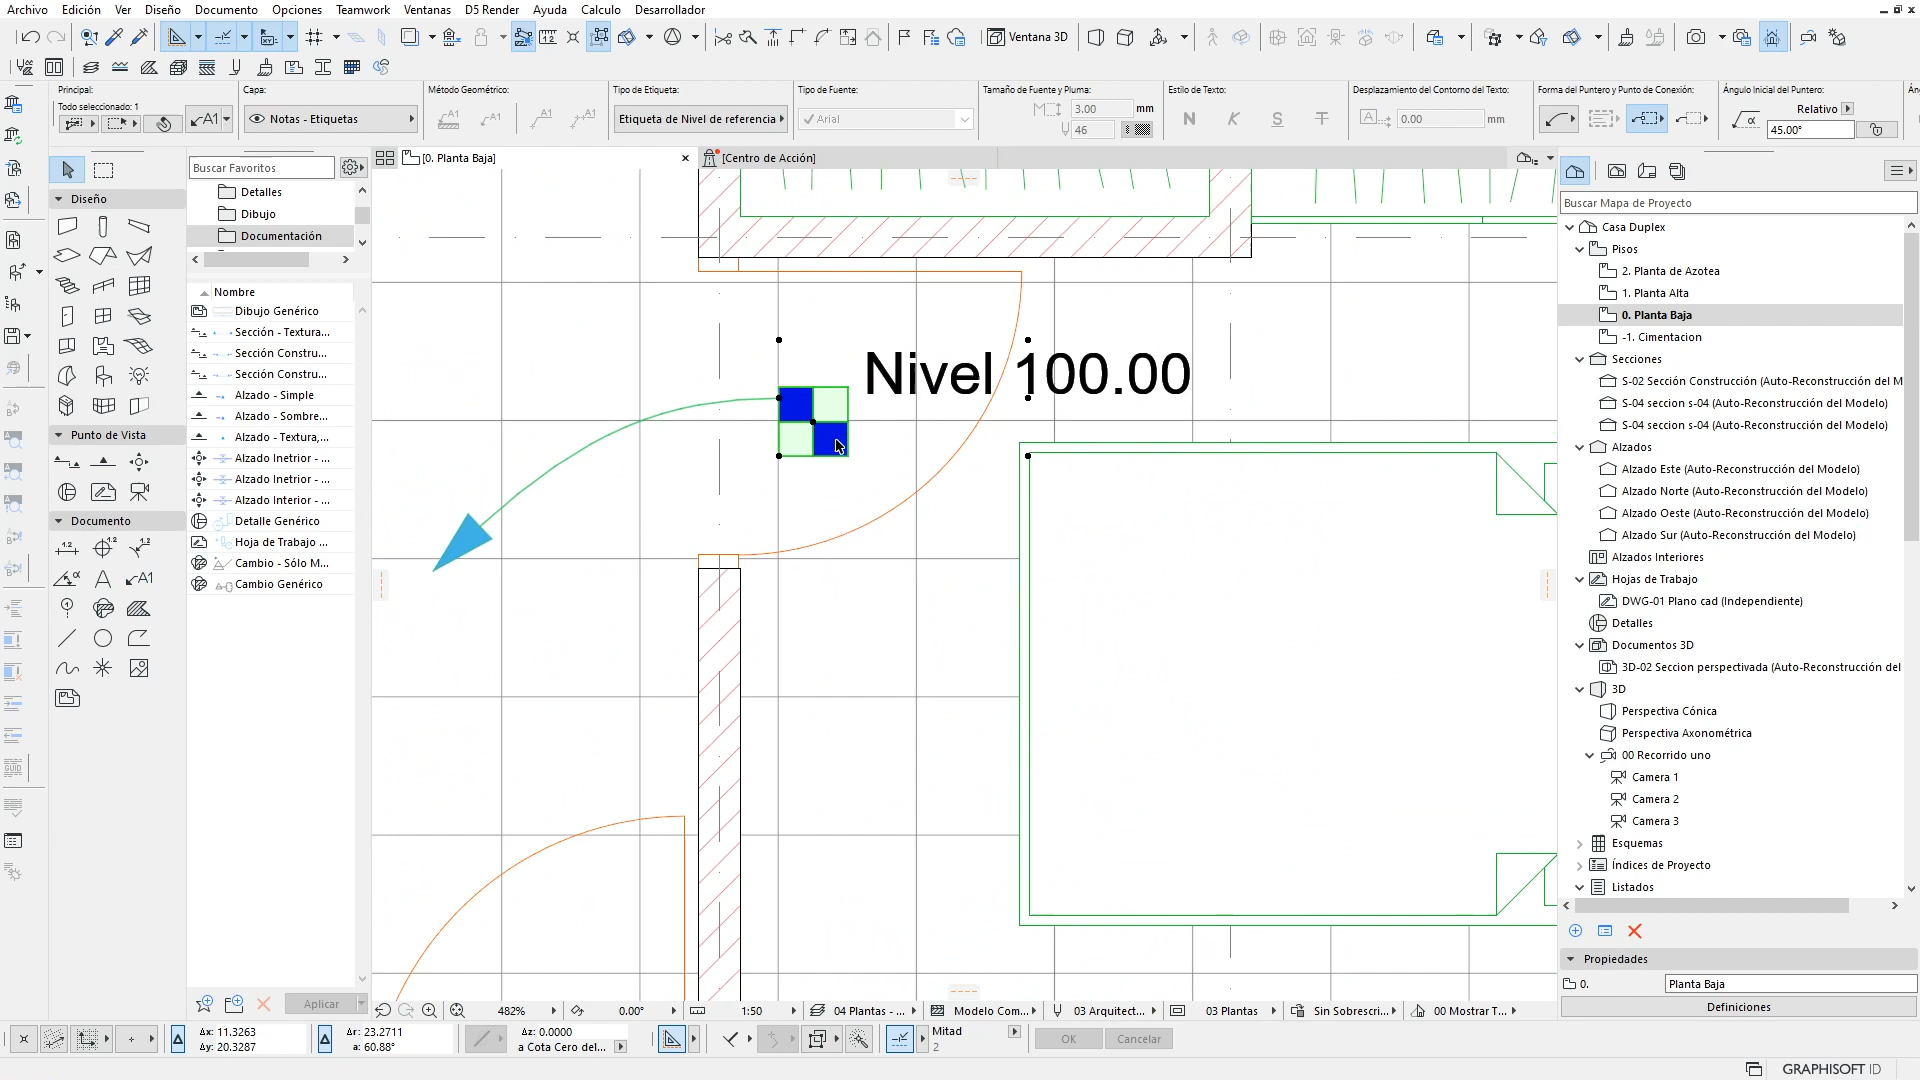 Archivo Edición Ver Diseño Documento Opciones Teamwork Ventanas D5 Render Ayuda Calculo Desarrollador
Ventana 3D
Principal: Capa: Método Geométrico: Tipo de Etiqueta: Tipo de Fuente: Tamaño de Fuente y Pluma: Estilo de Texto: Desplazamiento del Contorno del Texto: Forma del Puntero y Punto de Conexión: Ángulo Inicial del Puntero:
Todo seleccionado: 1
Notas - Etiquetas
Etiqueta de Nivel de referencia
Arial
3.00 mm
46
0.00 mm
Relativo
45.00°
Buscar Favoritos
[0. Planta Baja]
[Centro de Acción]
Diseño
Punto de Vista
Documento
Detalles
Dibujo
Documentación
Nombre
Dibujo Genérico
Sección - Textura...
Sección Constru...
Sección Constru...
Alzado - Simple
Alzado - Sombre...
Alzado - Textura,...
Alzado Inetrior - ...
Alzado Inetrior - ...
Alzado Interior - ...
Detalle Genérico
Hoja de Trabajo ...
Cambio - Sólo M...
Cambio Genérico
Aplicar
Nivel 100.00
Buscar Mapa de Proyecto
Casa Duplex
Pisos
2. Planta de Azotea
1. Planta Alta
0. Planta Baja
-1. Cimentacion
Secciones
S-02 Sección Construcción (Auto-Reconstrucción del M
S-04 seccion s-04 (Auto-Reconstrucción del Modelo)
S-04 seccion s-04 (Auto-Reconstrucción del Modelo)
Alzados
Alzado Este (Auto-Reconstrucción del Modelo)
Alzado Norte (Auto-Reconstrucción del Modelo)
Alzado Oeste (Auto-Reconstrucción del Modelo)
Alzado Sur (Auto-Reconstrucción del Modelo)
Alzados Interiores
Hojas de Trabajo
DWG-01 Plano cad (Independiente)
Detalles
Documentos 3D
3D-02 Seccion perspectivada (Auto-Reconstrucción del
3D
Perspectiva Cónica
Perspectiva Axonométrica
00 Recorrido uno
Camera 1
Camera 2
Camera 3
Esquemas
Índices de Proyecto
Listados
Propiedades
0. Planta Baja
Definiciones
482% 0.00° 1:50 04 Plantas - ... Modelo Com... 03 Arquitect... 03 Plantas Sin Sobrescri... 00 Mostrar T...
Δx: 11.3263
Δy: 20.3287
Δr: 23.2711
a: 60.88°
Δz: 0.0000
a Cota Cero del...
Mitad
2
OK Cancelar
GRAPHISOFT ID